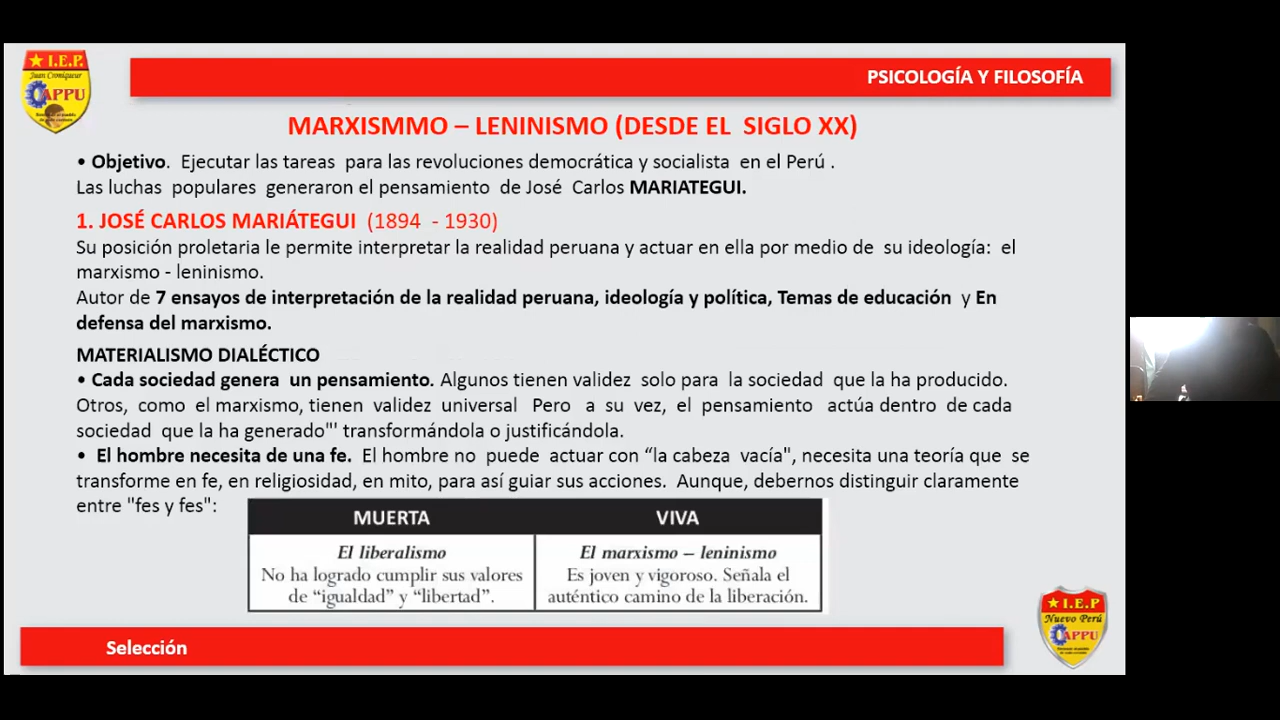 ★ I.E.P.
Juan Croniqueur
CAPPU
PSICOLOGÍA Y FILOSOFÍA
MARXISMMO – LENINISMO (DESDE EL SIGLO XX)
• Objetivo. Ejecutar las tareas para las revoluciones democrática y socialista en el Perú .
Las luchas populares generaron el pensamiento de José Carlos MARIATEGUI.
1. JOSÉ CARLOS MARIÁTEGUI (1894 - 1930)
Su posición proletaria le permite interpretar la realidad peruana y actuar en ella por medio de su ideología: el
marxismo - leninismo.
Autor de 7 ensayos de interpretación de la realidad peruana, ideología y política, Temas de educación y En
defensa del marxismo.
MATERIALISMO DIALÉCTICO
• Cada sociedad genera un pensamiento. Algunos tienen validez solo para la sociedad que la ha producido.
Otros, como el marxismo, tienen validez universal Pero a su vez, el pensamiento actúa dentro de cada
sociedad que la ha generado"' transformándola o justificándola.
• El hombre necesita de una fe. El hombre no puede actuar con “la cabeza vacía", necesita una teoría que se
transforme en fe, en religiosidad, en mito, para así guiar sus acciones. Aunque, debernos distinguir claramente
entre "fes y fes":
MUERTA VIVA
El liberalismo El marxismo – leninismo
No ha logrado cumplir sus valores Es joven y vigoroso. Señala el
de “igualdad” y “libertad”. auténtico camino de la liberación.
★ I.E.P
Nuevo Perú
CAPPU
Selección